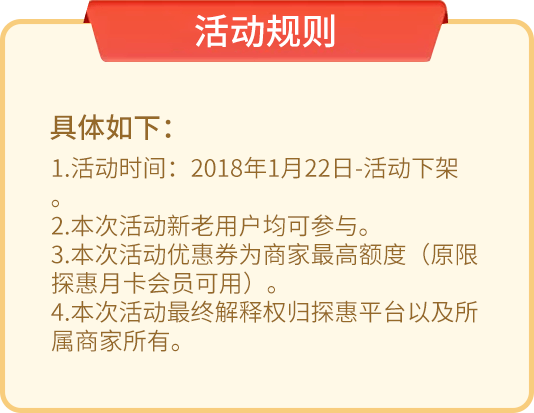 活动规则
具体如下：
1.活动时间：2018年1月22日-活动下架
。
2.本次活动新老用户均可参与。
3.本次活动优惠券为商家最高额度（原限
探惠月卡会员可用）。
4.本次活动最终解释权归探惠平台以及所
属商家所有。